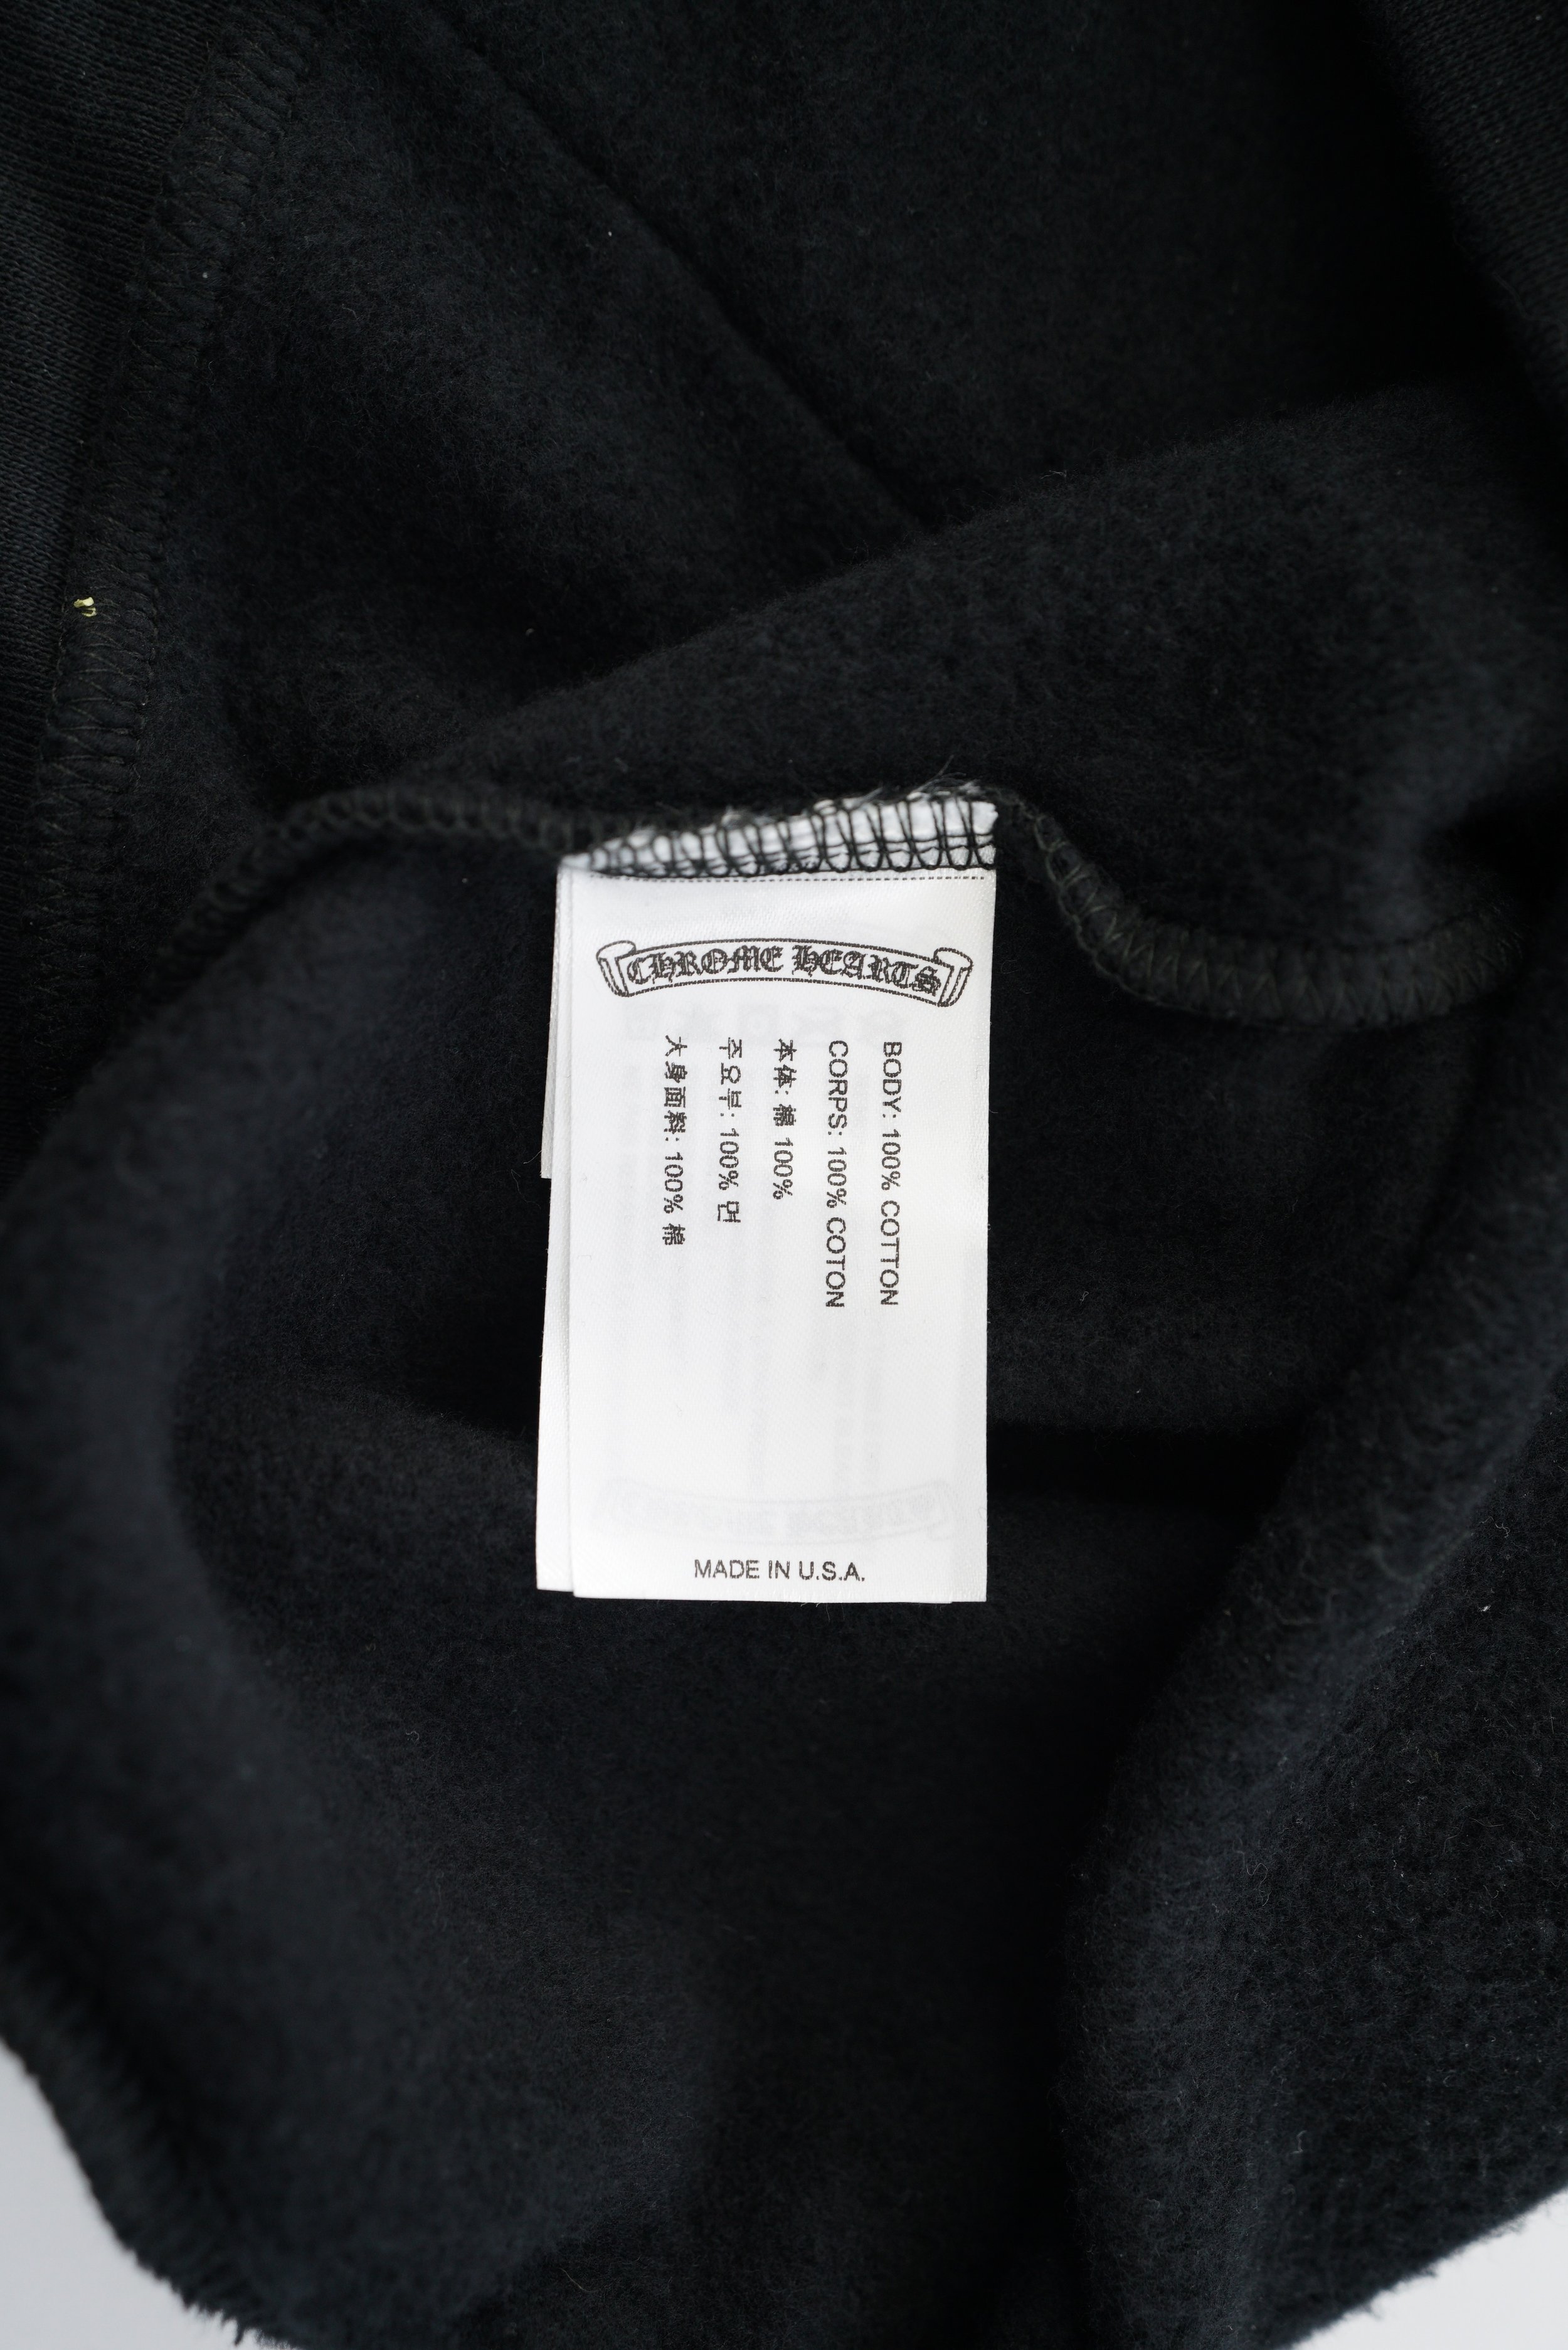 CHROME HEARTS
BODY: 100% COTTON
CORPS: 100% COTON
本体: 棉 100%
주요부: 100% 면
大身面料: 100% 棉
MADE IN U.S.A.